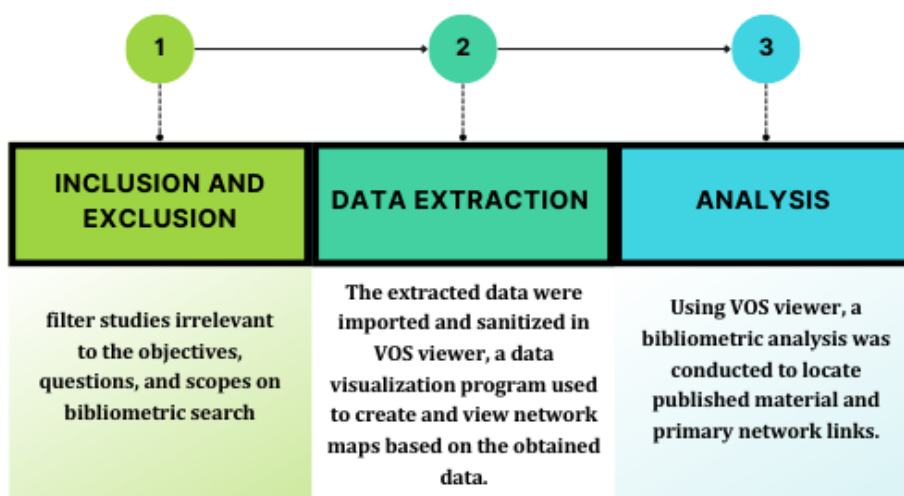 1
2
3
INCLUSION AND
EXCLUSION
DATA EXTRACTION
ANALYSIS
filter studies irrelevant
to the objectives,
questions, and scopes on
bibliometric search
The extracted data were
imported and sanitized in
VOS viewer, a data
visualization program used
to create and view network
maps based on the obtained
data.
Using VOS viewer, a
bibliometric analysis was
conducted to locate
published material and
primary network links.